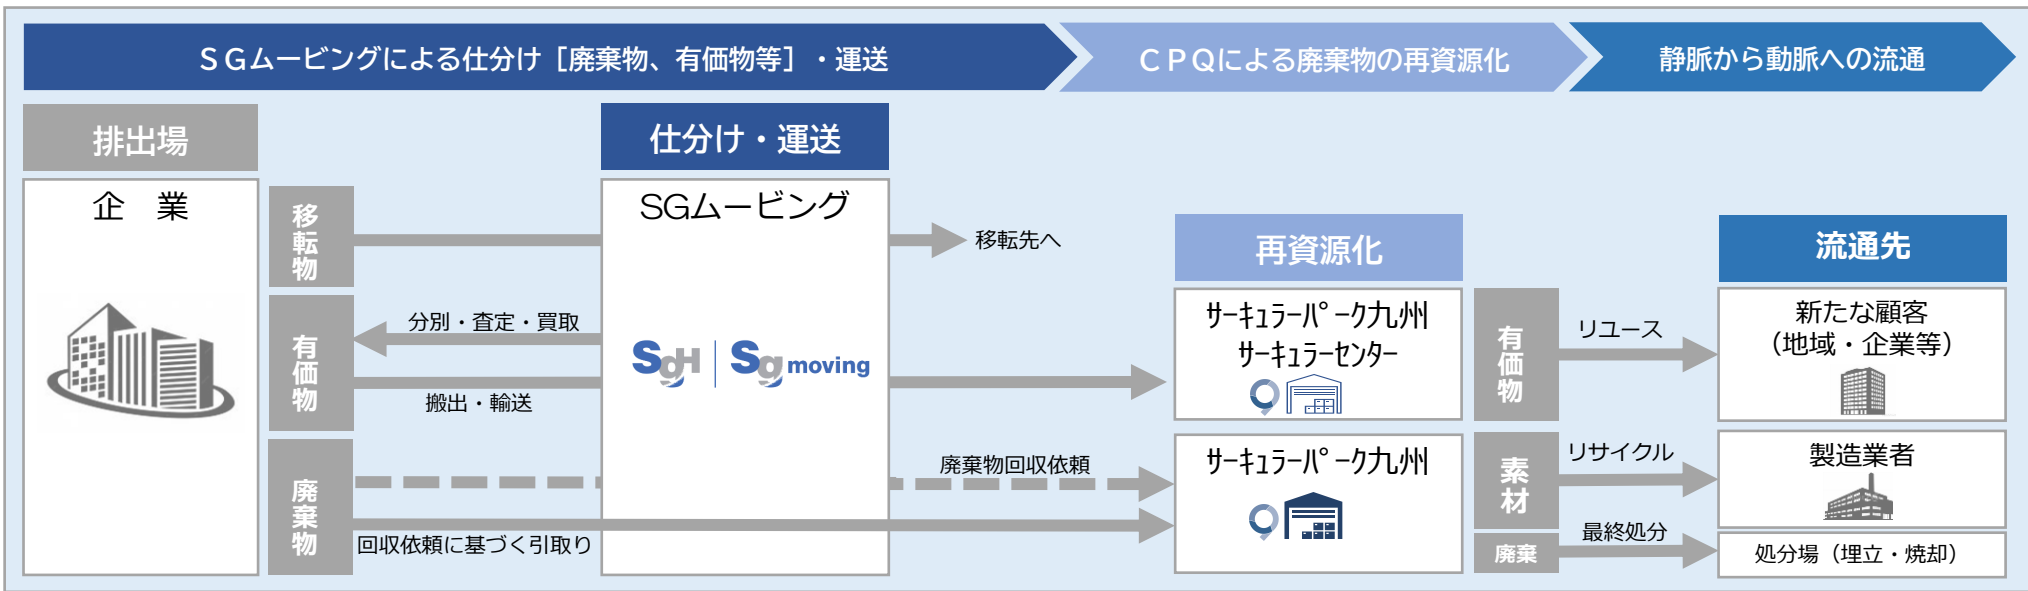 ＳＧムービングによる仕分け［廃棄物、有価物等］・運送
ＣＰＱによる廃棄物の再資源化
静脈から動脈への流通
排出場
仕分け・運送
企　業
移転物
SGムービング
移転先へ
再資源化
流通先
有価物
分別・査定・買取
搬出・輸送
SgH
Sg moving
ｻｰｷｭﾗｰﾊﾟｰｸ九州
ｻｰｷｭﾗｰｾﾝﾀｰ
有価物
リユース
新たな顧客
（地域・企業等）
廃棄物
廃棄物回収依頼
回収依頼に基づく引取り
ｻｰｷｭﾗｰﾊﾟｰｸ九州
素材
リサイクル
製造業者
廃棄
最終処分
処分場（埋立・焼却）